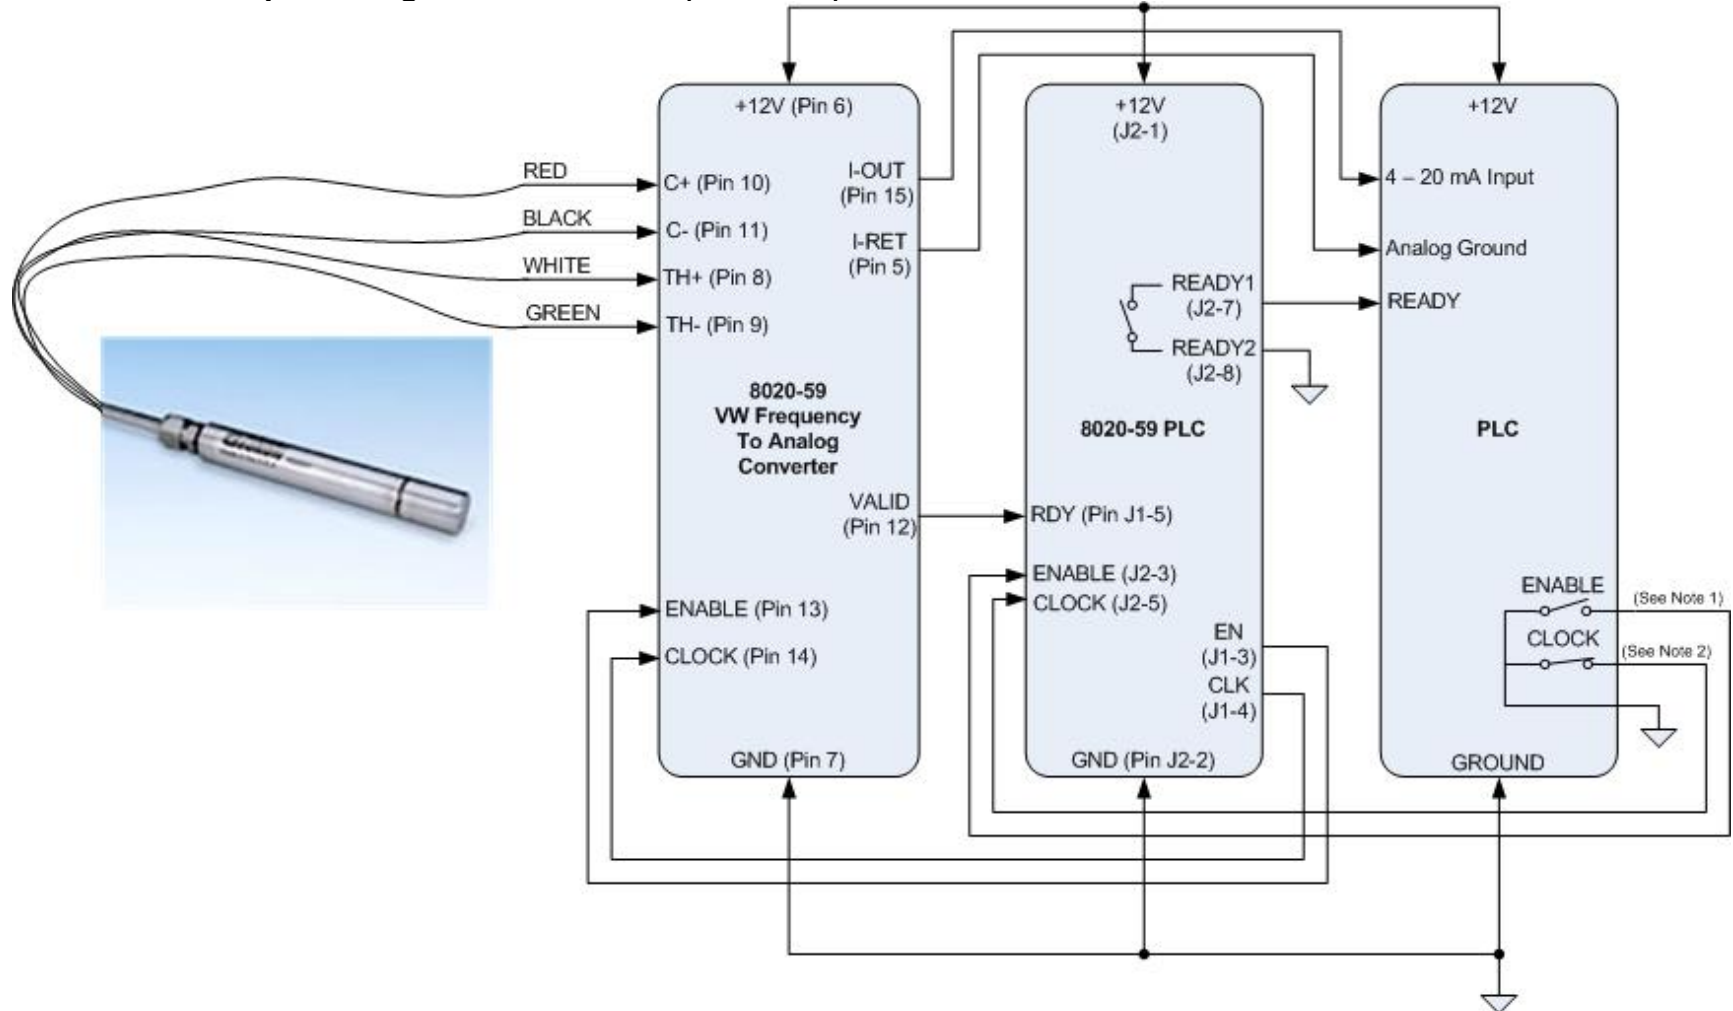 +12V (Pin 6)
C+ (Pin 10)
C- (Pin 11)
TH+ (Pin 8)
TH- (Pin 9)
RED
BLACK
WHITE
GREEN
I-OUT
(Pin 15)
I-RET
(Pin 5)
8020-59
VW Frequency
To Analog
Converter
VALID
(Pin 12)
ENABLE (Pin 13)
CLOCK (Pin 14)
GND (Pin 7)
+12V
(J2-1)
READY1
(J2-7)
READY2
(J2-8)
8020-59 PLC
RDY (Pin J1-5)
ENABLE (J2-3)
CLOCK (J2-5)
EN
(J1-3)
CLK
(J1-4)
GND (Pin J2-2)
+12V
4 – 20 mA Input
Analog Ground
READY
PLC
ENABLE
(See Note 1)
CLOCK
(See Note 2)
GROUND